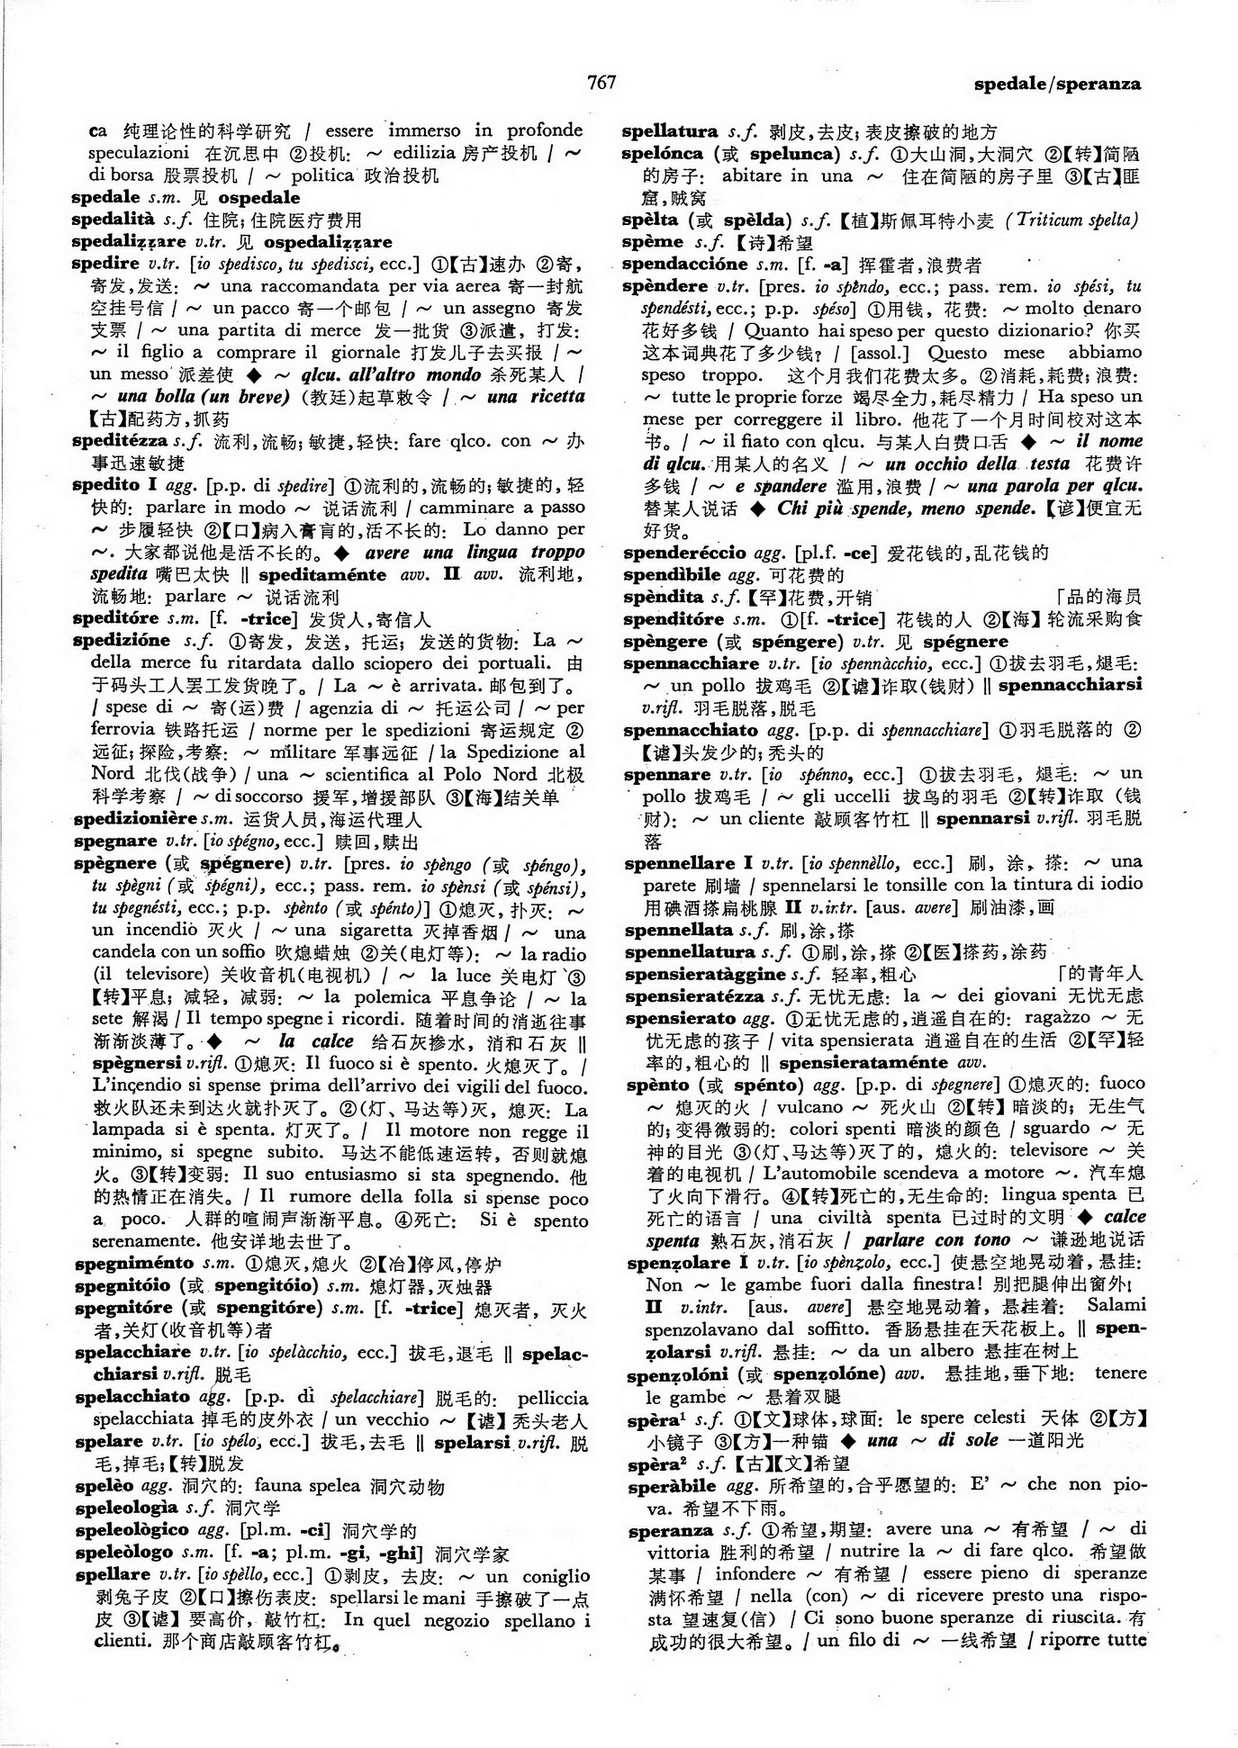 767
spedale/speranza
ca 纯理论性的科学研究 / essere immerso in profonde
speculazioni 在沉思中 ②投机: ～ edilizia 房产投机 / ～
di borsa 股票投机 / ～ politica 政治投机
spedale s.m. 见 ospedale
spedalità s.f. 住院; 住院医疗费用
spedaliẓẓare v.tr. 见 ospedaliẓẓare
spedire v.tr. [io spedisco, tu spedisci, ecc.] ①【古】速办 ②寄,
寄发,发送: ～ una raccomandata per via aerea 寄一封航
空挂号信 / ～ un pacco 寄一个邮包 / ～ un assegno 寄发
支票 / ～ una partita di merce 发一批货 ③派遣, 打发:
～ il figlio a comprare il giornale 打发儿子去买报 / ～
un messo 派差使 ◆ ～ qlcu. all'altro mondo 杀死某人 /
～ una bolla (un breve) (教廷)起草敕令 / ～ una ricetta
【古】配药方,抓药
speditézza s.f. 流利,流畅; 敏捷,轻快: fare qlco. con ～ 办
事迅速敏捷
spedito I agg. [p.p. di spedire] ①流利的,流畅的; 敏捷的, 轻
快的: parlare in modo ～ 说话流利 / camminare a passo
～ 步履轻快 ②【口】病入膏肓的,活不长的: Lo danno per
～. 大家都说他是活不长的。◆ avere una lingua troppo
spedita 嘴巴太快 ‖ speditaménte avv. II avv. 流利地,
流畅地: parlare ～ 说话流利
speditóre s.m. [f. -trice] 发货人,寄信人
spedizióne s.f. ①寄发, 发送, 托运; 发送的货物: La ～
della merce fu ritardata dallo sciopero dei portuali. 由
于码头工人罢工发货晚了。/ La ～ è arrivata. 邮包到了。
/ spese di ～ 寄(运)费 / agenzia di ～ 托运公司 / ～ per
ferrovia 铁路托运 / norme per le spedizioni 寄运规定 ②
远征; 探险,考察: ～ militare 军事远征 / la Spedizione al
Nord 北伐(战争) / una ～ scientifica al Polo Nord 北极
科学考察 / ～ di soccorso 援军,增援部队 ③【海】结关单
spedizionière s.m. 运货人员,海运代理人
spegnare v.tr. [io spégno, ecc.] 赎回,赎出
spègnere (或 spégnere) v.tr. [pres. io spèngo (或 spéngo),
tu spègni (或 spégni), ecc.; pass. rem. io spènsi (或 spénsi),
tu spegnésti, ecc.; p.p. spènto (或 spénto)] ①熄灭,扑灭: ～
un incendio 灭火 / ～ una sigaretta 灭掉香烟 / ～ una
candela con un soffio 吹熄蜡烛 ②关(电灯等): ～ la radio
(il televisore) 关收音机(电视机) / ～ la luce 关电灯 ③
【转】平息; 减轻, 减弱: ～ la polemica 平息争论 / ～ la
sete 解渴 / Il tempo spegne i ricordi. 随着时间的消逝往事
渐渐淡薄了。◆ ～ la calce 给石灰掺水, 消和石灰 ‖
spègnersi v.rifl. ①熄灭: Il fuoco si è spento. 火熄灭了。/
L'incendio si spense prima dell'arrivo dei vigili del fuoco.
救火队还未到达火就扑灭了。②(灯、马达等)灭, 熄灭: La
lampada si è spenta. 灯灭了。/ Il motore non regge il
minimo, si spegne subito. 马达不能低速运转, 否则就熄
火。③【转】变弱: Il suo entusiasmo si sta spegnendo. 他
的热情正在消失。/ Il rumore della folla si spense poco
a poco. 人群的喧闹声渐渐平息。④死亡: Si è spento
serenamente. 他安详地去世了。
spegniménto s.m. ①熄灭,熄火 ②【冶】停风,停炉
spegnitóio (或 spengitóio) s.m. 熄灯器,灭烛器
spegnitóre (或 spengitóre) s.m. [f. -trice] 熄灭者, 灭火
者,关灯(收音机等)者
spelacchiare v.tr. [io spelàcchio, ecc.] 拔毛,退毛 ‖ spelac-
chiarsi v.rifl. 脱毛
spelacchiato agg. [p.p. di spelacchiare] 脱毛的: pelliccia
spelacchiata 掉毛的皮外衣 / un vecchio ～【谑】秃头老人
spelare v.tr. [io spélo, ecc.] 拔毛,去毛 ‖ spelarsi v.rifl. 脱
毛,掉毛;【转】脱发
spelèo agg. 洞穴的: fauna spelea 洞穴动物
speleologìa s.f. 洞穴学
speleològico agg. [pl.m. -ci] 洞穴学的
speleòlogo s.m. [f. -a; pl.m. -gi, -ghi] 洞穴学家
spellare v.tr. [io spèllo, ecc.] ①剥皮, 去皮: ～ un coniglio
剥兔子皮 ②【口】擦伤表皮: spellarsi le mani 手擦破了一点
皮 ③【谑】要高价, 敲竹杠: In quel negozio spellano i
clienti. 那个商店敲顾客竹杠。
spellatura s.f. 剥皮,去皮; 表皮擦破的地方
spelónca (或 spelunca) s.f. ①大山洞,大洞穴 ②【转】简陋
的房子: abitare in una ～ 住在简陋的房子里 ③【古】匪
窟,贼窝
spèlta (或 spèlda) s.f.【植】斯佩耳特小麦 (Triticum spelta)
spème s.f.【诗】希望
spendaccióne s.m. [f. -a] 挥霍者,浪费者
spèndere v.tr. [pres. io spèndo, ecc.; pass. rem. io spési, tu
spendésti, ecc.; p.p. spéso] ①用钱, 花费: ～ molto denaro
花好多钱 / Quanto hai speso per questo dizionario? 你买
这本词典花了多少钱? / [assol.] Questo mese abbiamo
speso troppo. 这个月我们花费太多。②消耗,耗费; 浪费:
～ tutte le proprie forze 竭尽全力,耗尽精力 / Ha speso un
mese per correggere il libro. 他花了一个月时间校对这本
书。/ ～ il fiato con qlcu. 与某人白费口舌 ◆ ～ il nome
di qlcu. 用某人的名义 / ～ un occhio della testa 花费许
多钱 / ～ e spandere 滥用,浪费 / ～ una parola per qlcu.
替某人说话 ◆ Chi più spende, meno spende.【谚】便宜无
好货。
spenderéccio agg. [pl.f. -ce] 爱花钱的,乱花钱的
spendìbile agg. 可花费的
spèndita s.f.【罕】花费,开销 「品的海员
spenditóre s.m. ①[f. -trice] 花钱的人 ②【海】轮流采购食
spèngere (或 spéngere) v.tr. 见 spégnere
spennacchiare v.tr. [io spennàcchio, ecc.] ①拔去羽毛,煺毛:
～ un pollo 拔鸡毛 ②【谑】诈取(钱财) ‖ spennacchiarsi
v.rifl. 羽毛脱落,脱毛
spennacchiato agg. [p.p. di spennacchiare] ①羽毛脱落的 ②
【谑】头发少的; 秃头的
spennare v.tr. [io spénno, ecc.] ①拔去羽毛, 煺毛: ～ un
pollo 拔鸡毛 / ～ gli uccelli 拔鸟的羽毛 ②【转】诈取 (钱
财): ～ un cliente 敲顾客竹杠 ‖ spennarsi v.rifl. 羽毛脱
落
spennellare I v.tr. [io spennèllo, ecc.] 刷, 涂, 搽: ～ una
parete 刷墙 / spennelarsi le tonsille con la tintura di iodio
用碘酒搽扁桃腺 II v.intr. [aus. avere] 刷油漆,画
spennellata s.f. 刷,涂,搽
spennellatura s.f. ①刷,涂,搽 ②【医】搽药,涂药
spensieratàggine s.f. 轻率,粗心 「的青年人
spensieratézza s.f. 无忧无虑: la ～ dei giovani 无忧无虑
spensierato agg. ①无忧无虑的,逍遥自在的: ragazzo ～ 无
忧无虑的孩子 / vita spensierata 逍遥自在的生活 ②【罕】轻
率的,粗心的 ‖ spensierataménte avv.
spènto (或 spénto) agg. [p.p. di spegnere] ①熄灭的: fuoco
～ 熄灭的火 / vulcano ～ 死火山 ②【转】暗淡的; 无生气
的; 变得微弱的: colori spenti 暗淡的颜色 / sguardo ～ 无
神的目光 ③(灯、马达等)灭了的, 熄火的: televisore ～ 关
着的电视机 / L'automobile scendeva a motore ～. 汽车熄
了火向下滑行。④【转】死亡的,无生命的: lingua spenta 已
死亡的语言 / una civiltà spenta 已过时的文明 ◆ calce
spenta 熟石灰,消石灰 / parlare con tono ～ 谦逊地说话
spenẓolare I v.tr. [io spènẓolo, ecc.] 使悬空地晃动着, 悬挂:
Non ～ le gambe fuori dalla finestra! 别把腿伸出窗外!
II v.intr. [aus. avere] 悬空地晃动着, 悬挂着: Salami
spenzolavano dal soffitto. 香肠悬挂在天花板上。‖ spen-
ẓolarsi v.rifl. 悬挂: ～ da un albero 悬挂在树上
spenẓolóni (或 spenẓolóne) avv. 悬挂地,垂下地: tenere
le gambe ～ 悬着双腿
spèra¹ s.f. ①【文】球体,球面: le spere celesti 天体 ②【方】
小镜子 ③【方】一种锚 ◆ una ～ di sole 一道阳光
spèra² s.f.【古】【文】希望
speràbile agg. 所希望的,合乎愿望的: E' ～ che non pio-
va. 希望不下雨。
speranza s.f. ①希望,期望: avere una ～ 有希望 / ～ di
vittoria 胜利的希望 / nutrire la ～ di fare qlco. 希望做
某事 / infondere ～ 有希望 / essere pieno di speranze
满怀希望 / nella (con) ～ di ricevere presto una rispo-
sta 望速复(信) / Ci sono buone speranze di riuscita. 有
成功的很大希望。/ un filo di ～ 一线希望 / riporre tutte